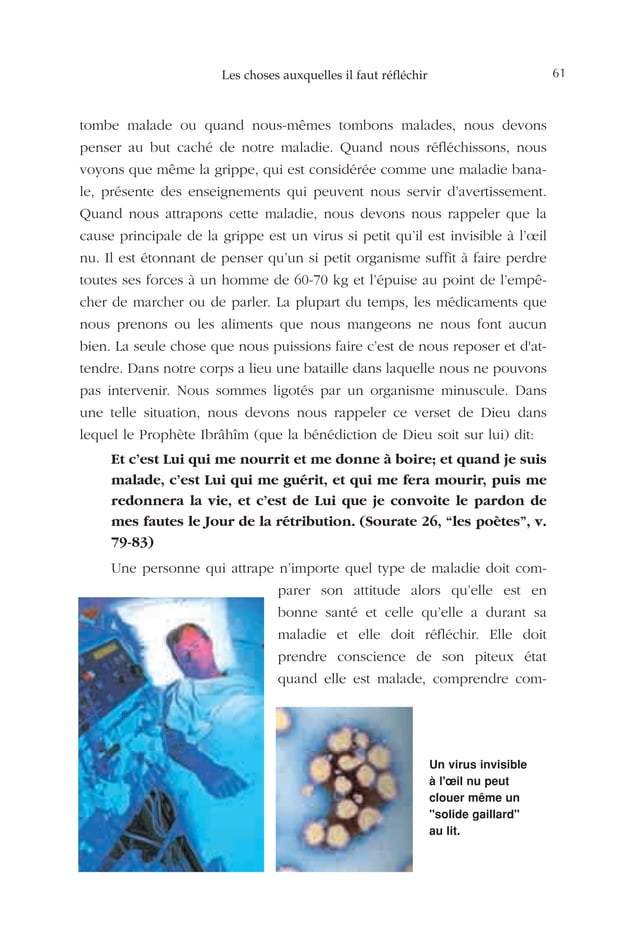 Les choses auxquelles il faut réfléchir
61
tombe malade ou quand nous-mêmes tombons malades, nous devons
penser au but caché de notre maladie. Quand nous réfléchissons, nous
voyons que même la grippe, qui est considérée comme une maladie bana-
le, présente des enseignements qui peuvent nous servir d’avertissement.
Quand nous attrapons cette maladie, nous devons nous rappeler que la
cause principale de la grippe est un virus si petit qu’il est invisible à l’œil
nu. Il est étonnant de penser qu’un si petit organisme suffit à faire perdre
toutes ses forces à un homme de 60-70 kg et l’épuise au point de l’empê-
cher de marcher ou de parler. La plupart du temps, les médicaments que
nous prenons ou les aliments que nous mangeons ne nous font aucun
bien. La seule chose que nous puissions faire c’est de nous reposer et d'at-
tendre. Dans notre corps a lieu une bataille dans laquelle nous ne pouvons
pas intervenir. Nous sommes ligotés par un organisme minuscule. Dans
une telle situation, nous devons nous rappeler ce verset de Dieu dans
lequel le Prophète Ibrâhîm (que la bénédiction de Dieu soit sur lui) dit:
Et c’est Lui qui me nourrit et me donne à boire; et quand je suis
malade, c’est Lui qui me guérit, et qui me fera mourir, puis me
redonnera la vie, et c’est de Lui que je convoite le pardon de
mes fautes le Jour de la rétribution. (Sourate 26, “les poètes”, v.
79-83)
Une personne qui attrape n’importe quel type de maladie doit com-
parer son attitude alors qu’elle est en
bonne santé et celle qu’elle a durant sa
maladie et elle doit réfléchir. Elle doit
prendre conscience de son piteux état
quand elle est malade, comprendre com-
Un virus invisible
à l'œil nu peut
clouer même un
"solide gaillard"
au lit.